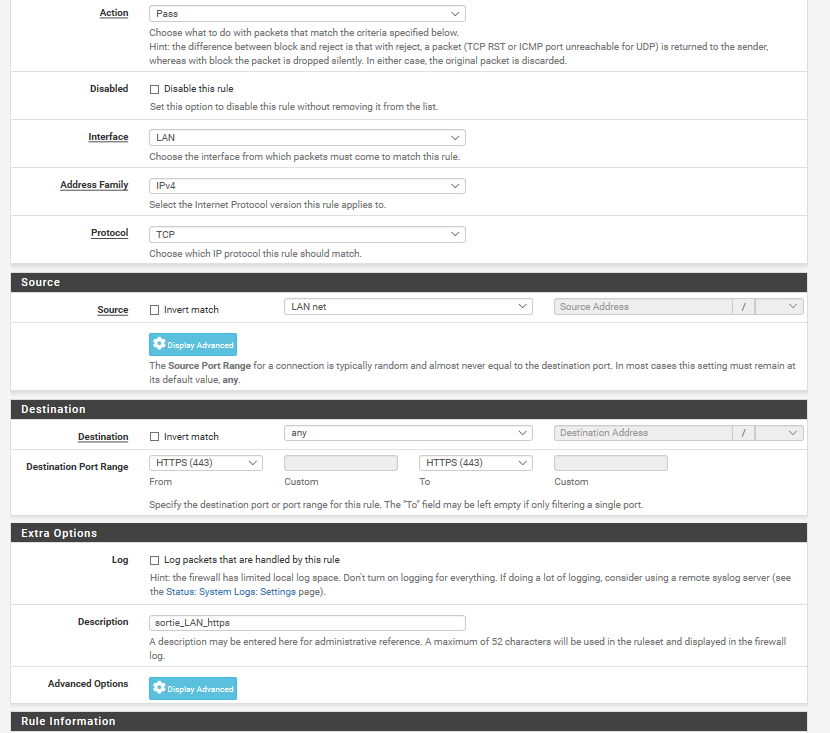 Action Pass
Choose what to do with packets that match the criteria specified below.
Hint: the difference between block and reject is that with reject, a packet (TCP RST or ICMP port unreachable for UDP) is returned to the sender,
whereas with block the packet is dropped silently. In either case, the original packet is discarded.
Disabled Disable this rule
Set this option to disable this rule without removing it from the list.
Interface LAN
Choose the interface from which packets must come to match this rule.
Address Family IPv4
Select the Internet Protocol version this rule applies to.
Protocol TCP
Choose which IP protocol this rule should match.
Source
Source Invert match LAN net Source Address /
Display Advanced
The Source Port Range for a connection is typically random and almost never equal to the destination port. In most cases this setting must remain at
its default value, any.
Destination
Destination Invert match any Destination Address /
Destination Port Range HTTPS (443) HTTPS (443)
From Custom To Custom
Specify the destination port or port range for this rule. The "To" field may be left empty if only filtering a single port.
Extra Options
Log Log packets that are handled by this rule
Hint: the firewall has limited local log space. Don't turn on logging for everything. If doing a lot of logging, consider using a remote syslog server (see
the Status: System Logs: Settings page).
Description sortie_LAN_https
A description may be entered here for administrative reference. A maximum of 52 characters will be used in the ruleset and displayed in the firewall
log.
Advanced Options Display Advanced
Rule Information